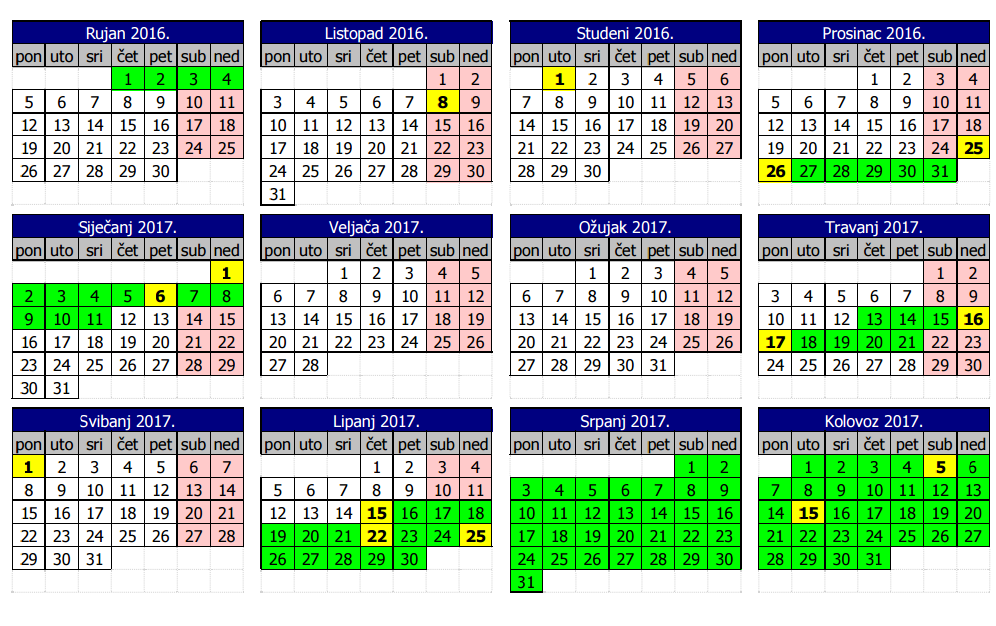 Rujan 2016. Listopad 2016. Studeni 2016. Prosinac 2016.
pon uto sri čet pet sub ned pon uto sri čet pet sub ned pon uto sri čet pet sub ned pon uto sri čet pet sub ned
1 2 3 4 1 2 1 2 3 4 5 6 1 2 3 4
5 6 7 8 9 10 11 3 4 5 6 7 8 9 7 8 9 10 11 12 13 5 6 7 8 9 10 11
12 13 14 15 16 17 18 10 11 12 13 14 15 16 14 15 16 17 18 19 20 12 13 14 15 16 17 18
19 20 21 22 23 24 25 17 18 19 20 21 22 23 21 22 23 24 25 26 27 19 20 21 22 23 24 25
26 27 28 29 30 24 25 26 27 28 29 30 28 29 30 26 27 28 29 30 31
31
Siječanj 2017. Veljača 2017. Ožujak 2017. Travanj 2017.
pon uto sri čet pet sub ned pon uto sri čet pet sub ned pon uto sri čet pet sub ned pon uto sri čet pet sub ned
1 1 2 3 4 5 1 2 3 4 5 1 2
2 3 4 5 6 7 8 6 7 8 9 10 11 12 6 7 8 9 10 11 12 3 4 5 6 7 8 9
9 10 11 12 13 14 15 13 14 15 16 17 18 19 13 14 15 16 17 18 19 10 11 12 13 14 15 16
16 17 18 19 20 21 22 20 21 22 23 24 25 26 20 21 22 23 24 25 26 17 18 19 20 21 22 23
23 24 25 26 27 28 29 27 28 27 28 29 30 31 24 25 26 27 28 29 30
30 31
Svibanj 2017. Lipanj 2017. Srpanj 2017. Kolovoz 2017.
pon uto sri čet pet sub ned pon uto sri čet pet sub ned pon uto sri čet pet sub ned pon uto sri čet pet sub ned
1 2 3 4 5 6 7 1 2 3 4 1 2 1 2 3 4 5 6
8 9 10 11 12 13 14 5 6 7 8 9 10 11 3 4 5 6 7 8 9 7 8 9 10 11 12 13
15 16 17 18 19 20 21 12 13 14 15 16 17 18 10 11 12 13 14 15 16 14 15 16 17 18 19 20
22 23 24 25 26 27 28 19 20 21 22 23 24 25 17 18 19 20 21 22 23 21 22 23 24 25 26 27
29 30 31 26 27 28 29 30 24 25 26 27 28 29 30 28 29 30 31
31